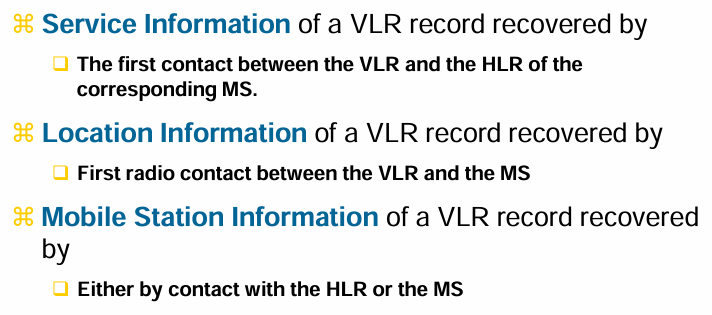 ⌘ Service Information of a VLR record recovered by
❑ The first contact between the VLR and the HLR of the
corresponding MS.
⌘ Location Information of a VLR record recovered by
❑ First radio contact between the VLR and the MS
⌘ Mobile Station Information of a VLR record recovered
by
❑ Either by contact with the HLR or the MS